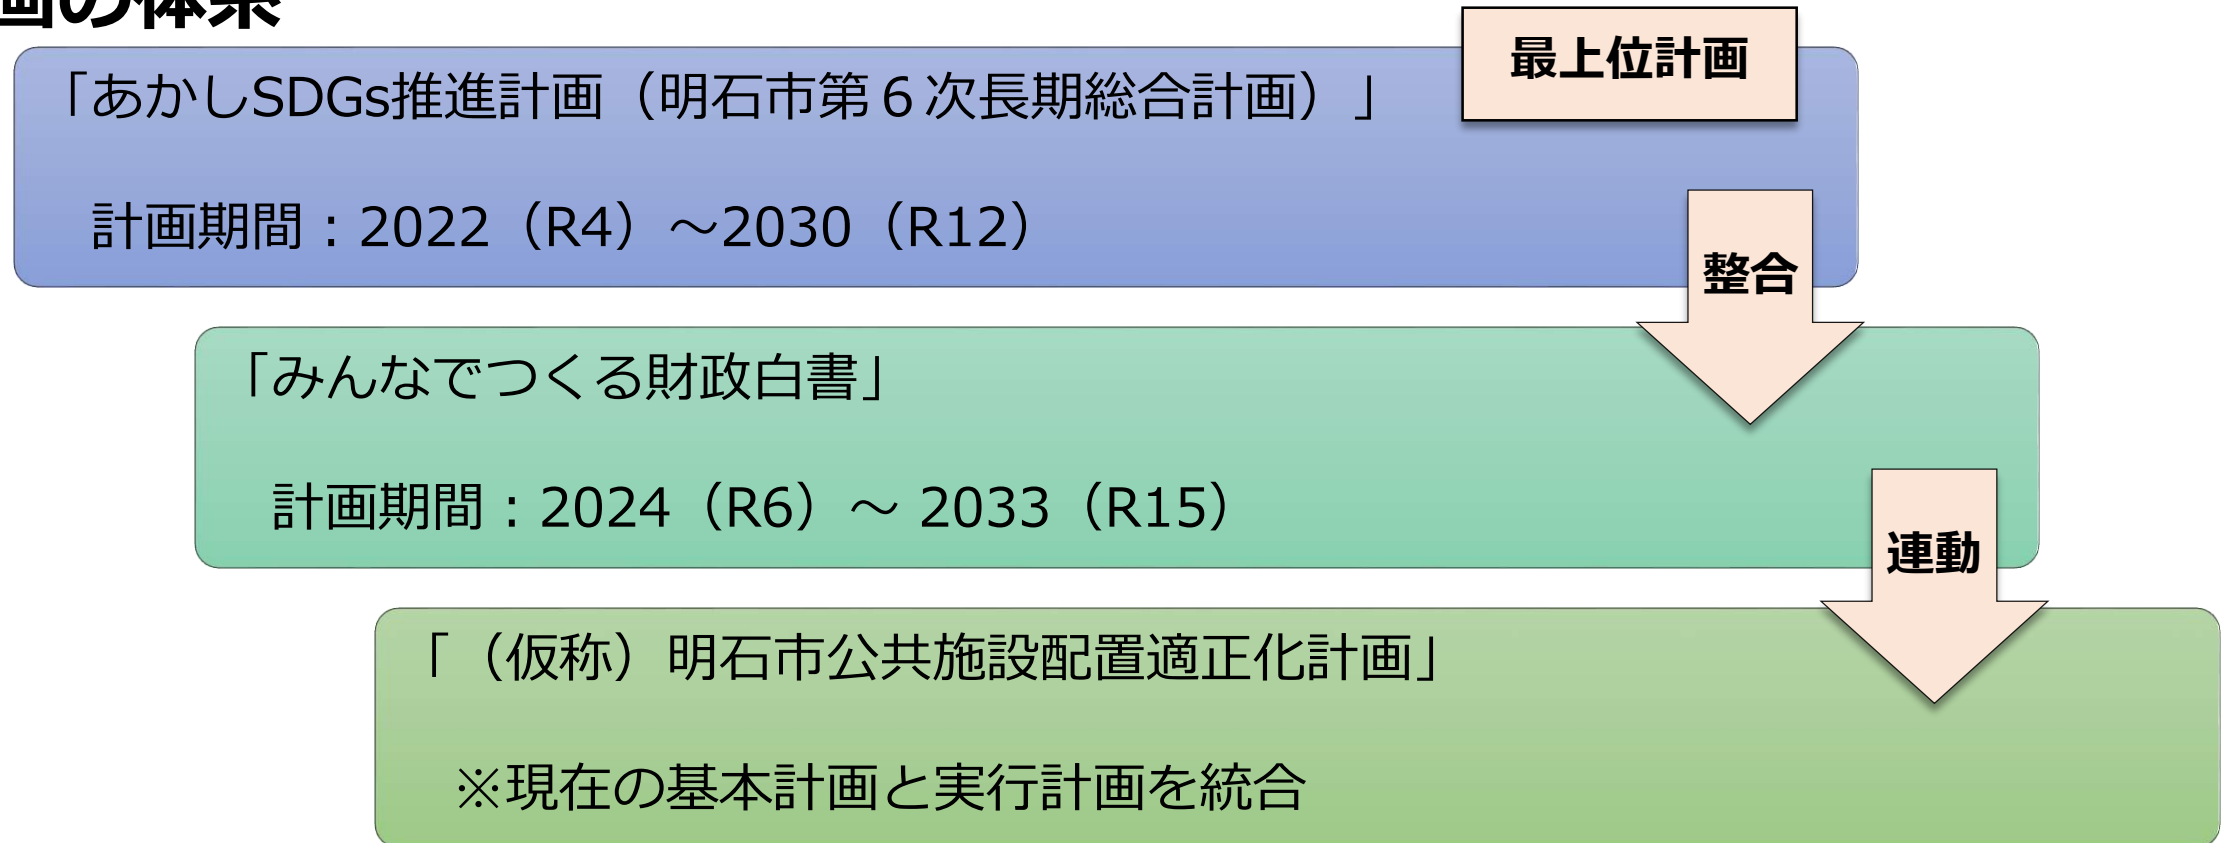 画の体系
最上位計画
「あかしSDGs推進計画（明石市第６次長期総合計画）」
計画期間：2022（R4）～2030（R12）
整合
「みんなでつくる財政白書」
計画期間：2024（R6）～ 2033（R15）
連動
「（仮称）明石市公共施設配置適正化計画」
※現在の基本計画と実行計画を統合